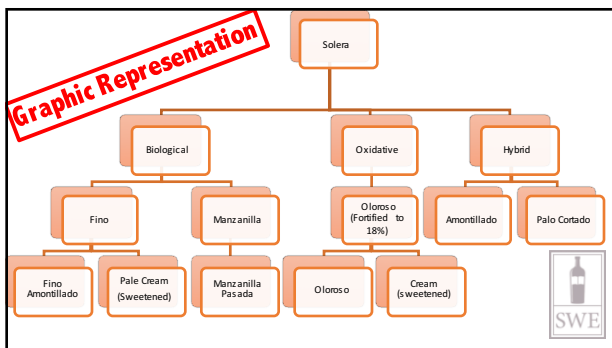 Graphic Representation
Solera
Biological
Oxidative
Hybrid
Fino
Manzanilla
Oloroso
(Fortified to
18%)
Amontillado
Palo Cortado
Fino
Amontillado
Pale Cream
(Sweetened)
Manzanilla
Pasada
Oloroso
Cream
(sweetened)
SWE